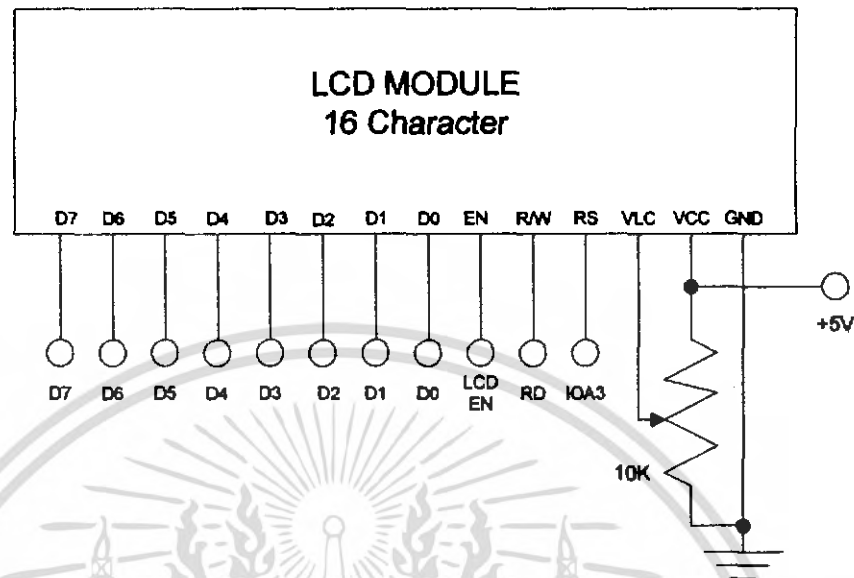 LCD MODULE
16 Character
D7 D6 D5 D4 D3 D2 D1 D0 EN R/W RS VLC VCC GND
+5V
D7 D6 D5 D4 D3 D2 D1 D0 LCD EN RD IOA3
10K